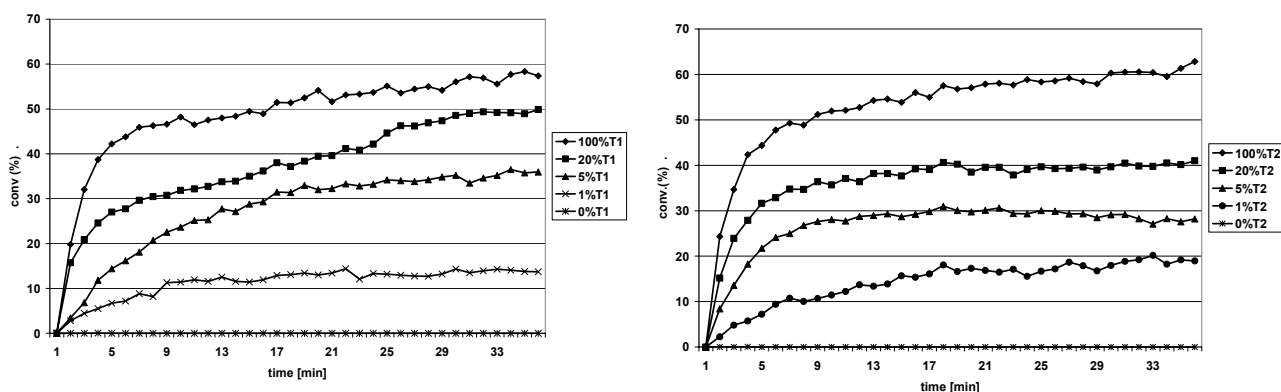 70
60
50
40
30
20
10
0
conv (%) .
1 5 9 13 17 21 25 29 33
time [min]
100%T1
20%T1
5%T1
1%T1
0%T1
70
60
50
40
30
20
10
0
conv.(%) .
1 5 9 13 17 21 25 29 33
time [min]
100%T2
20%T2
5%T2
1%T2
0%T2